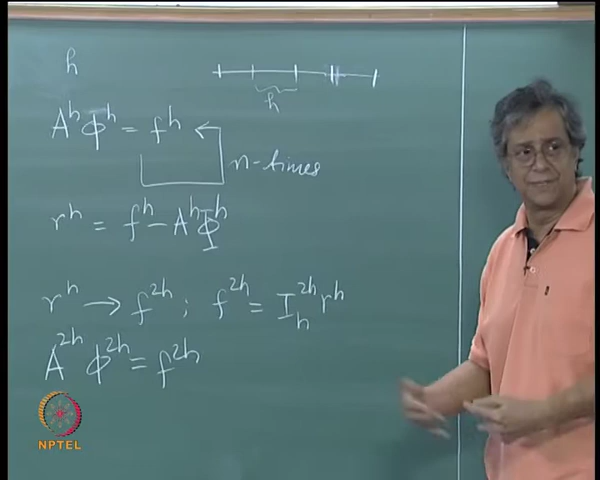 h
h
A^h Φ^h = f^h
n-times
r^h = f^h - A^h Φ^h
r^h → f^2h ; f^2h = I_h^2h r^h
A^2h ϕ^2h = f^2h
NPTEL